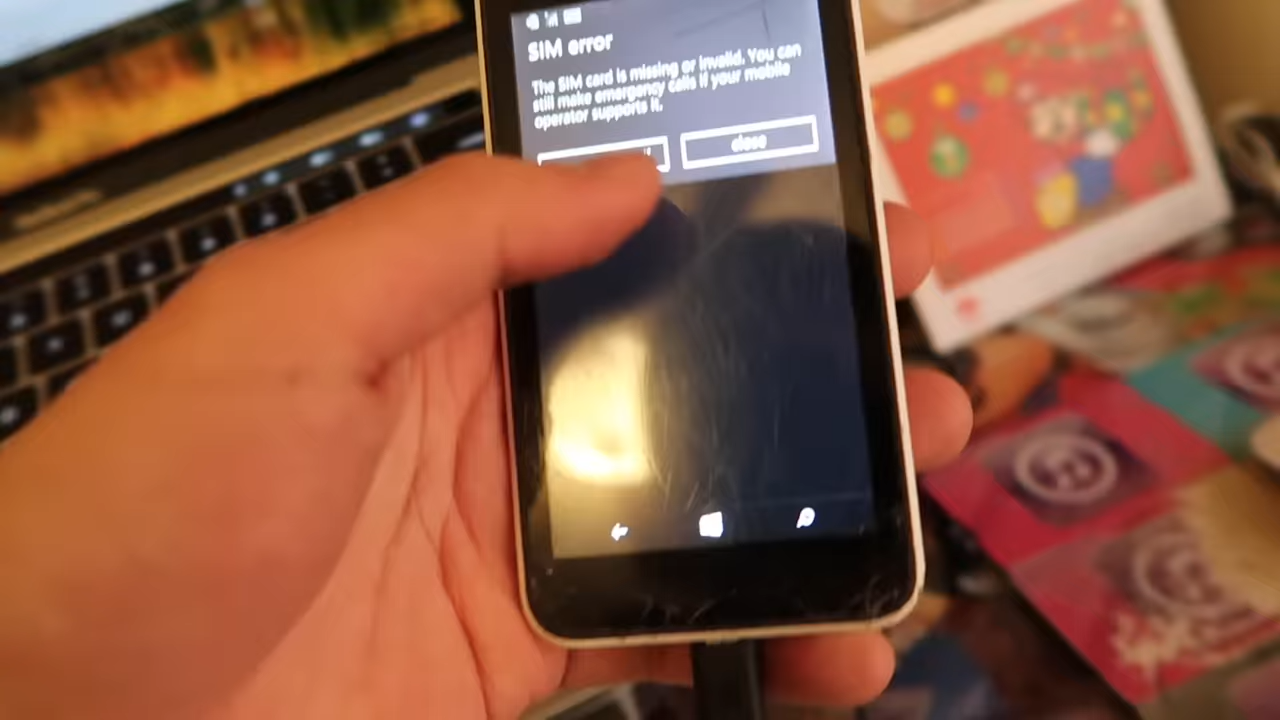 SIM error
The SIM card is missing or invalid. You can
still make emergency calls if your mobile
operator supports it.
close